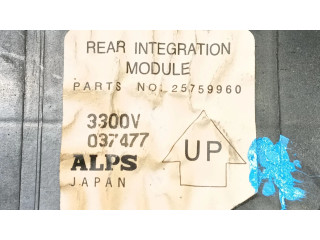 REAR INTEGRATION
MODULE
PARTS NO. 25759960
3300V
037477
ALPS
JAPAN
UP